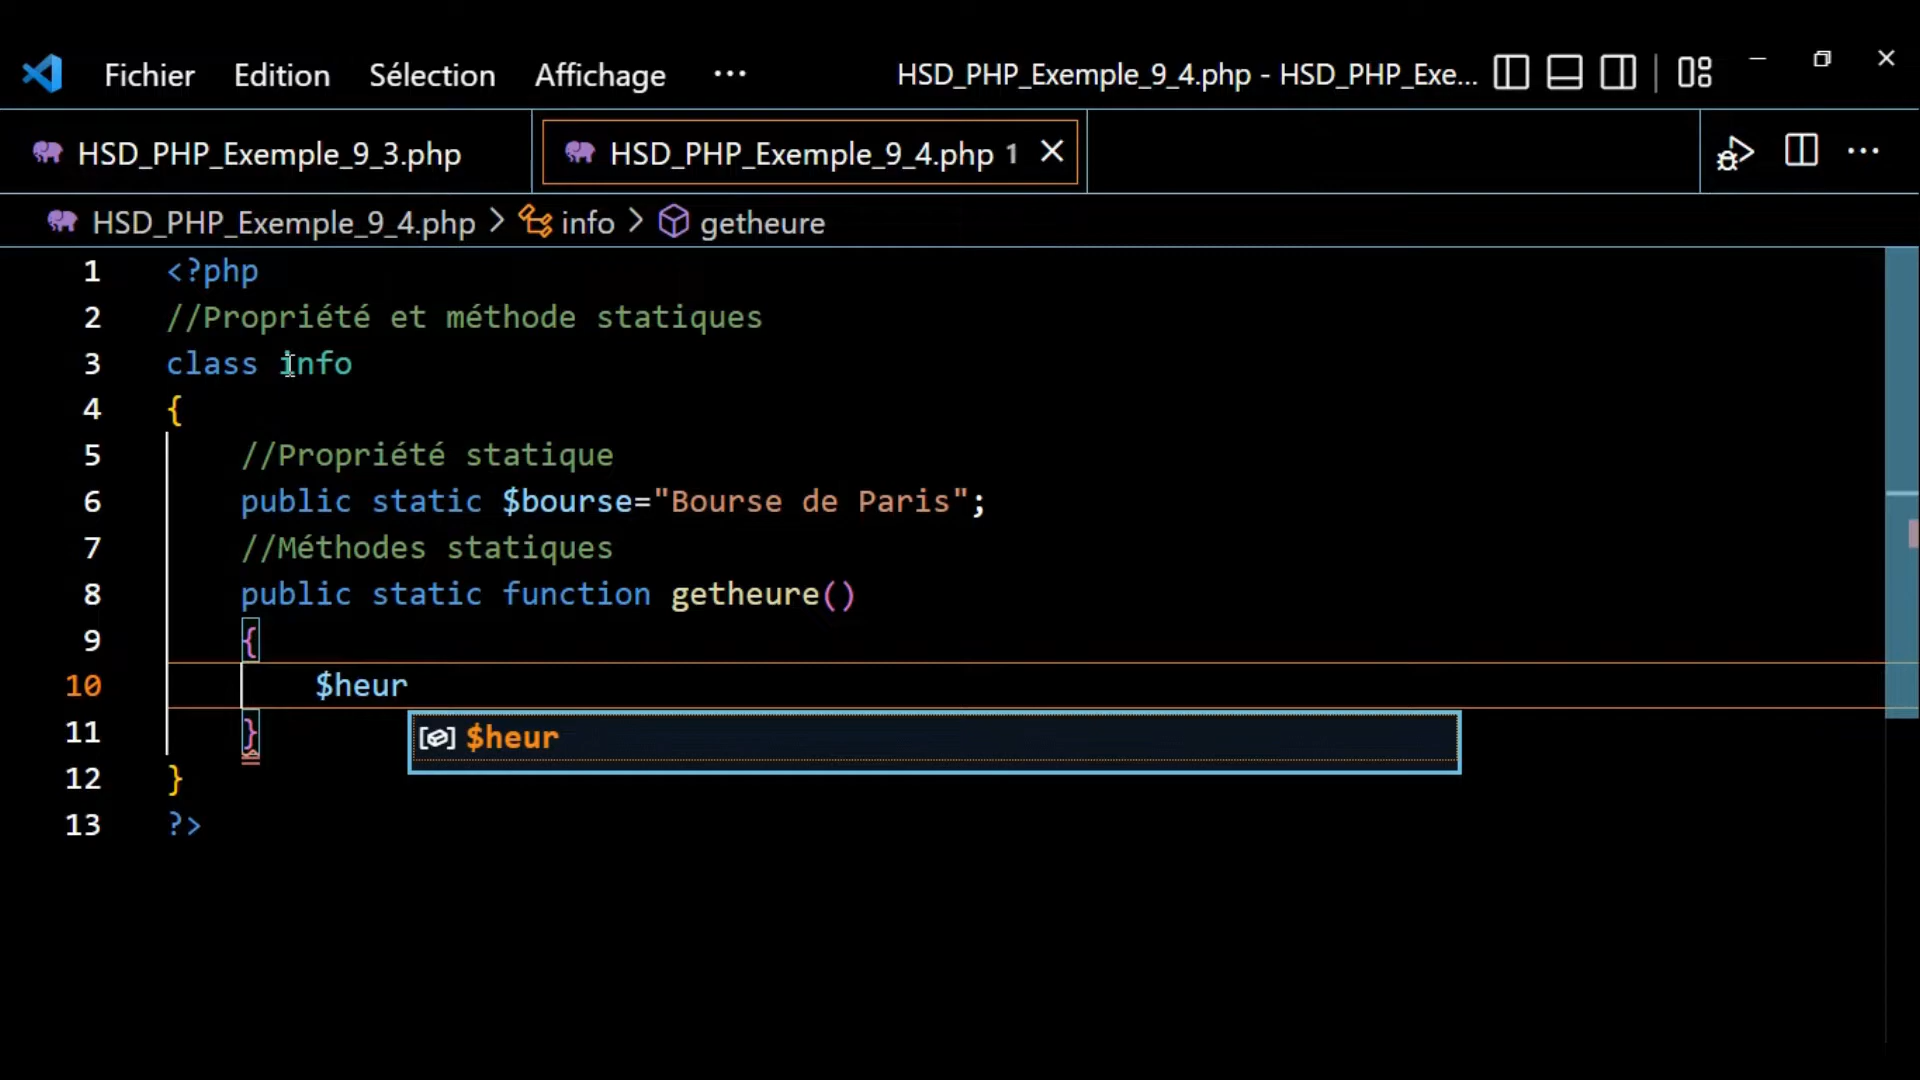 Fichier Edition Sélection Affichage ··· HSD_PHP_Exemple_9_4.php - HSD_PHP_Exe...
HSD_PHP_Exemple_9_3.php HSD_PHP_Exemple_9_4.php 1
HSD_PHP_Exemple_9_4.php > info > getheure
1 <?php
2 //Propriété et méthode statiques
3 class info
4 {
5 //Propriété statique
6 public static $bourse="Bourse de Paris";
7 //Méthodes statiques
8 public static function getheure()
9 {
10 $heur
11 }
$heur
12 }
13 ?>